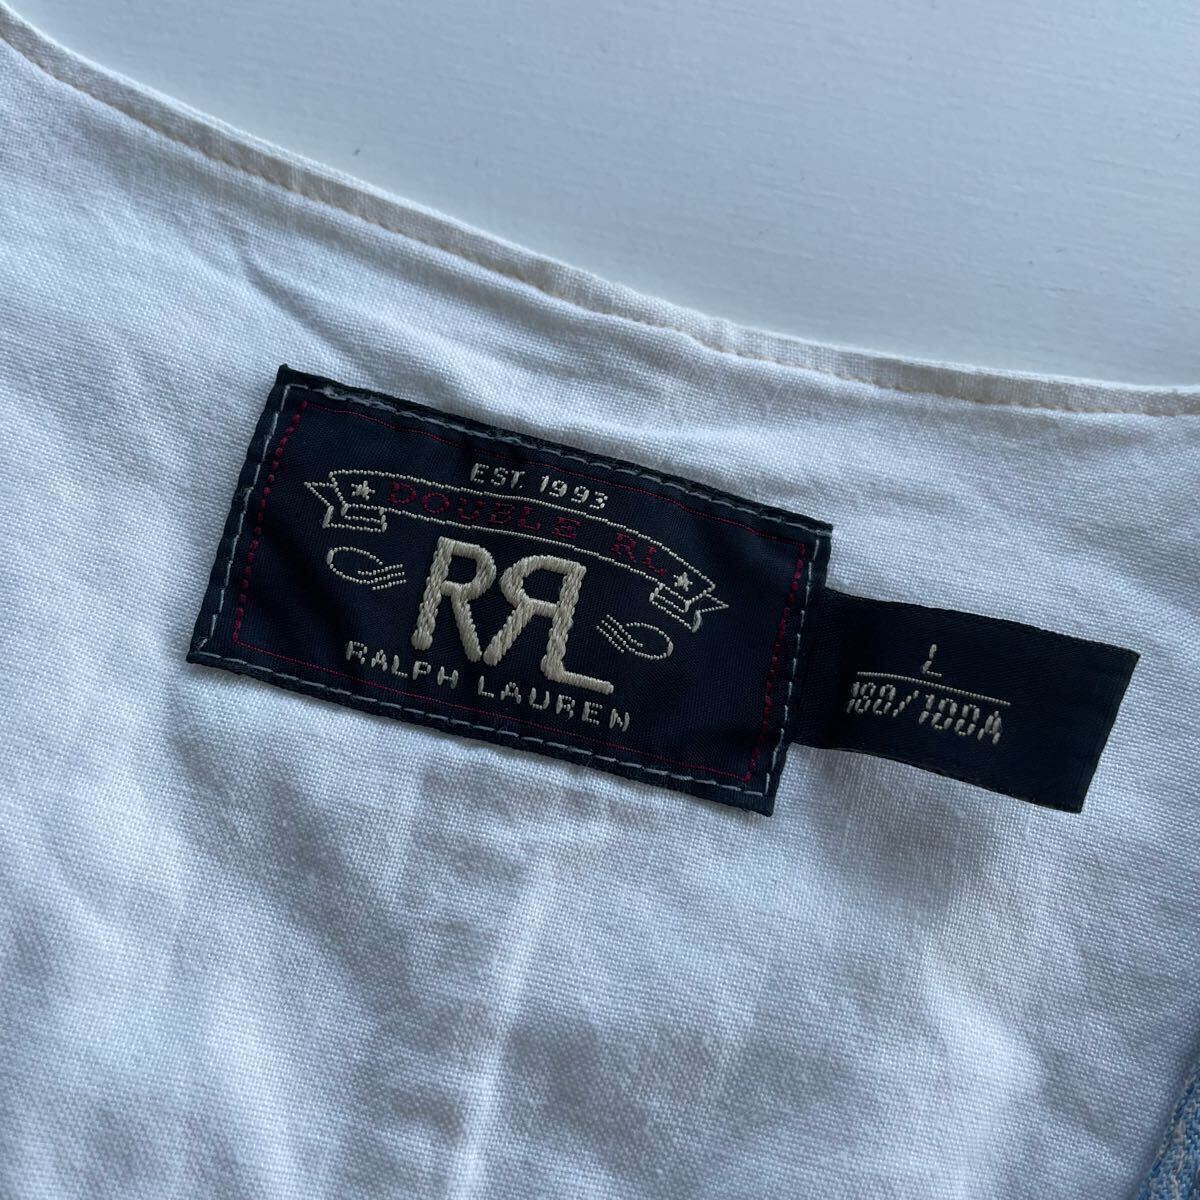 EST. 1993
DOUBLE RL
RRL
RALPH LAUREN
L
180/100A